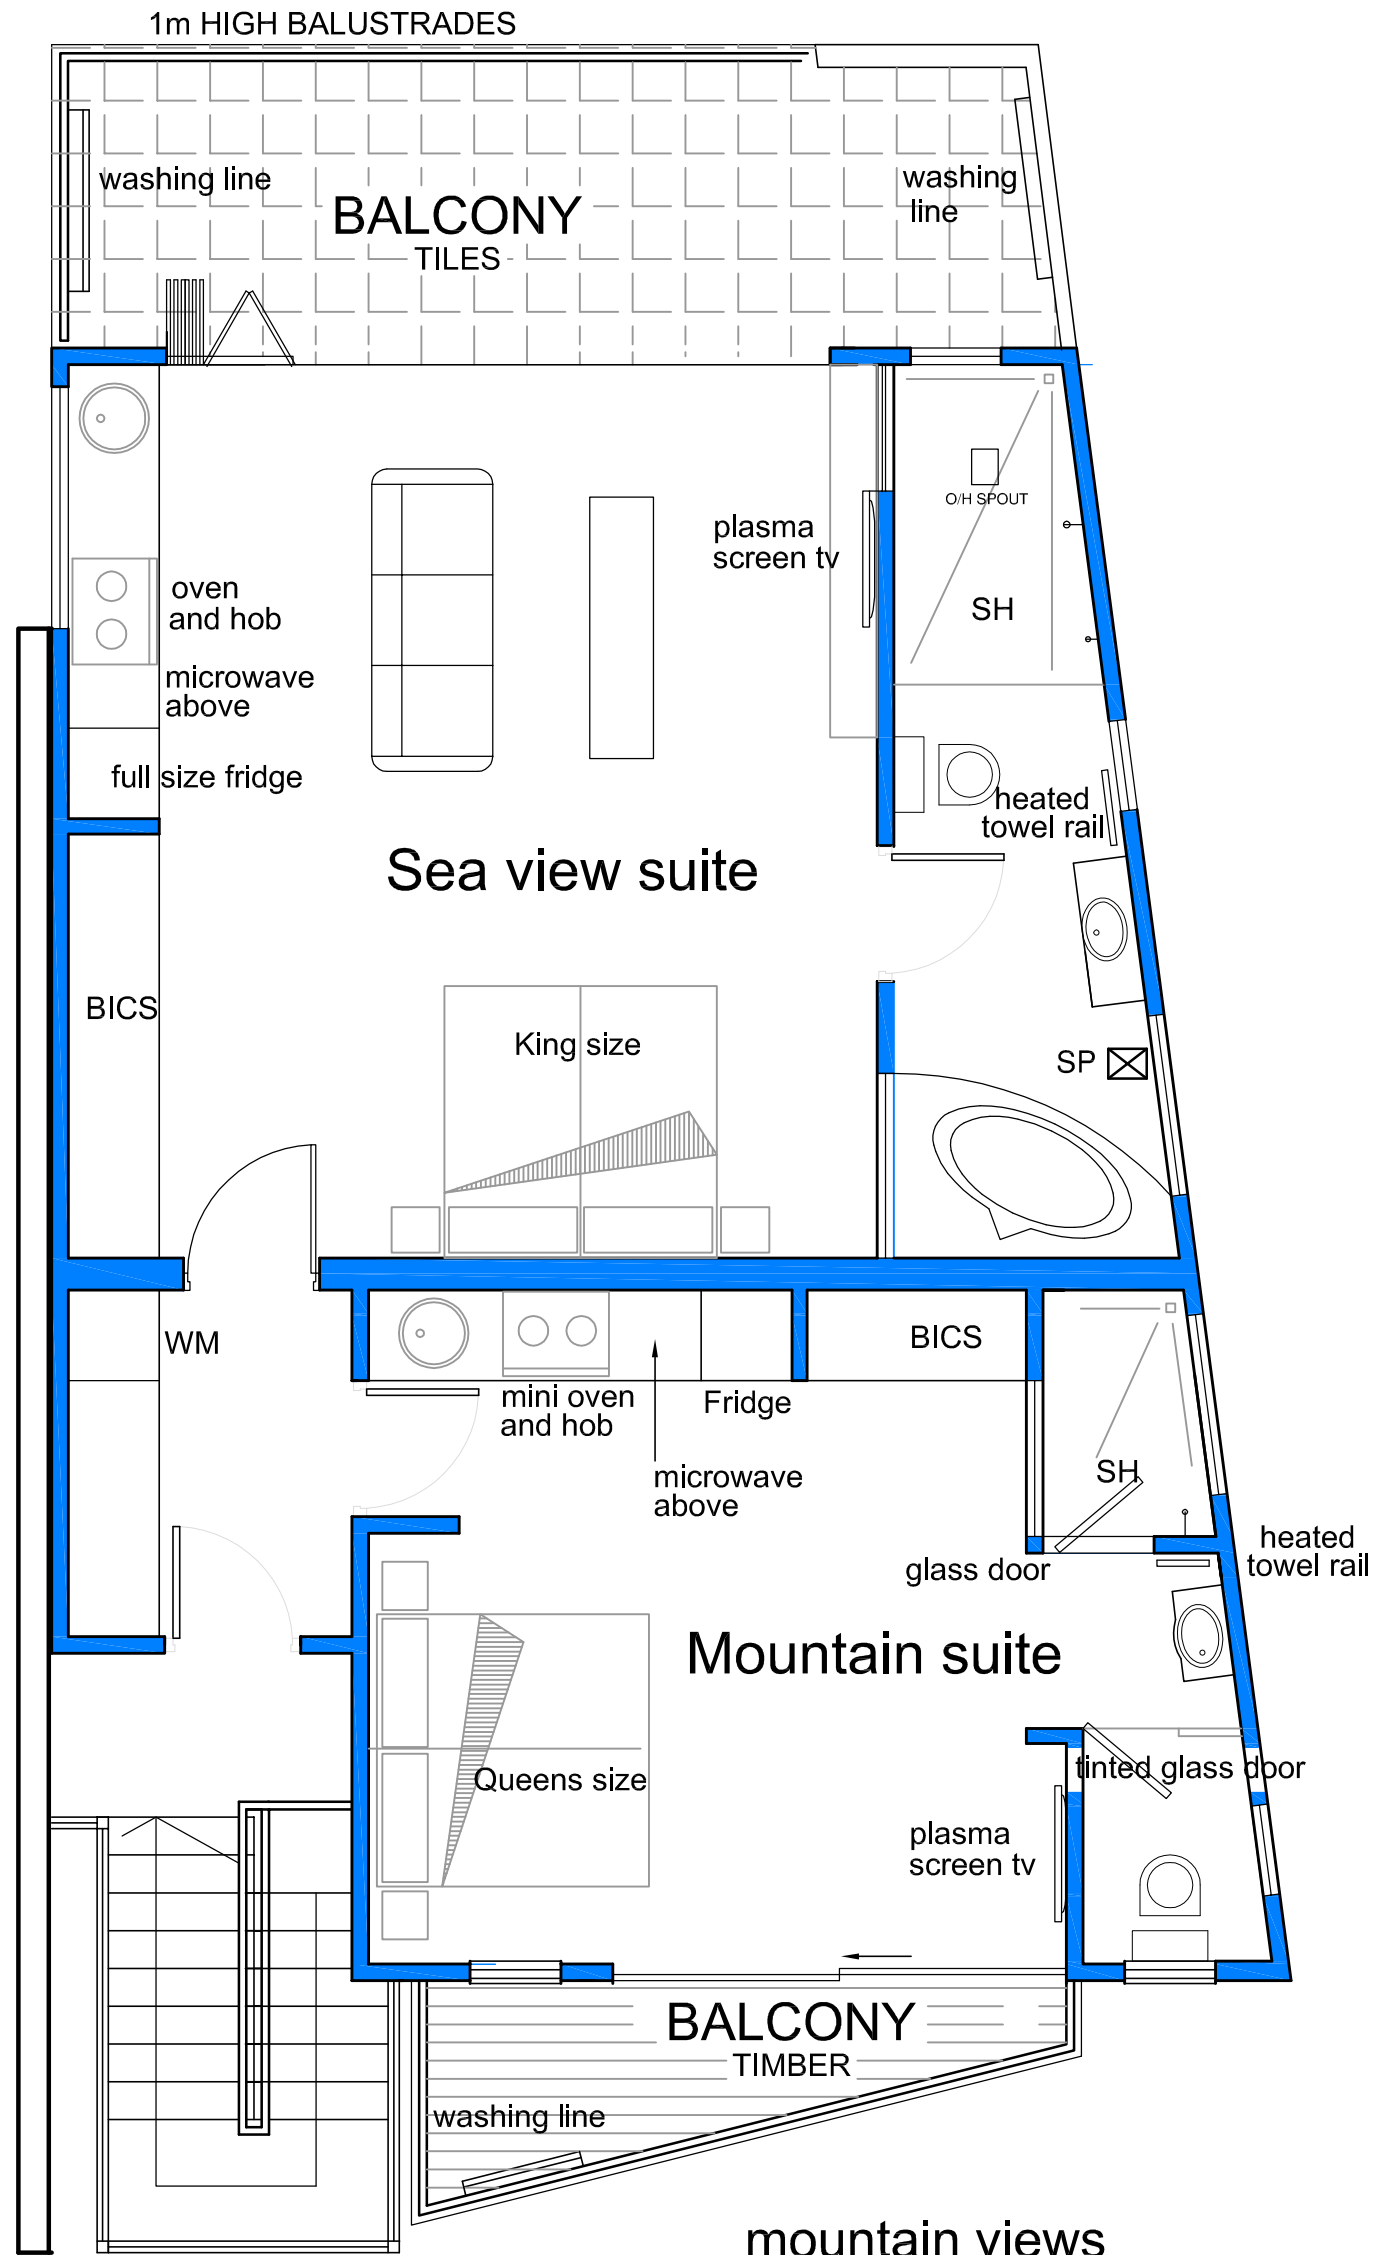 1m HIGH BALUSTRADES
washing line
washing
line
BALCONY
TILES
O/H SPOUT
plasma
screen tv
oven
and hob
SH
microwave
above
full size fridge
heated
towel rail
Sea view suite
BICS
King size
SP
WM
BICS
mini oven
and hob
Fridge
microwave
above
SH
glass door
heated
towel rail
Mountain suite
Queens size
tinted glass door
plasma
screen tv
BALCONY
TIMBER
washing line
mountain views